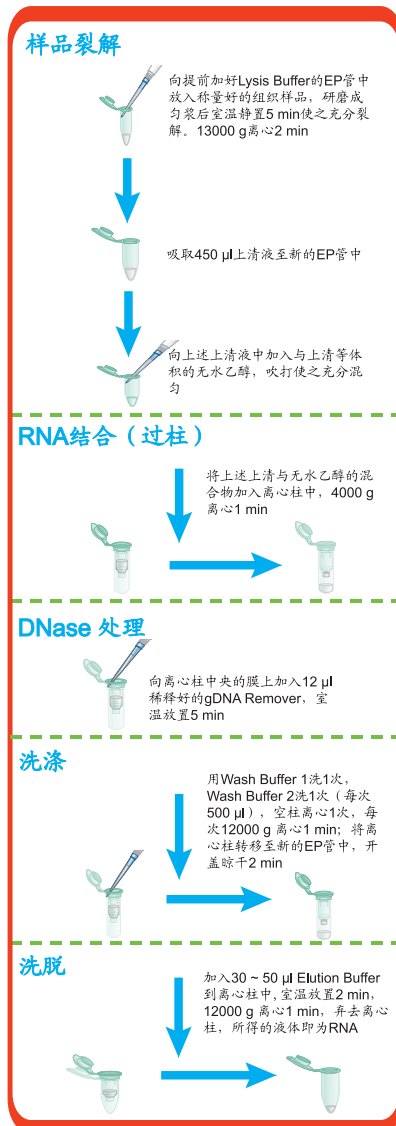 样品裂解
向提前加好Lysis Buffer的EP管中
放入称量好的组织样品，研磨成
匀浆后室温静置5 min使之充分裂
解。13000 g离心2 min
吸取450 µl上清液至新的EP管中
向上述上清液中加入与上清等体
积的无水乙醇，吹打使之充分混
匀
RNA结合（过柱）
将上述上清与无水乙醇的混
合物加入离心柱中，4000 g
离心1 min
DNase 处理
向离心柱中央的膜上加入12 µl
稀释好的gDNA Remover，室
温放置5 min
洗涤
用Wash Buffer 1洗1次，
Wash Buffer 2洗1次（每次
500 µl），空柱离心1次，每
次12000 g 离心1 min；将离
心柱转移至新的EP管中，开
盖晾干2 min
洗脱
加入30 ~ 50 µl Elution Buffer
到离心柱中，室温放置2 min，
12000 g 离心1 min，弃去离心
柱，所得的液体即为RNA